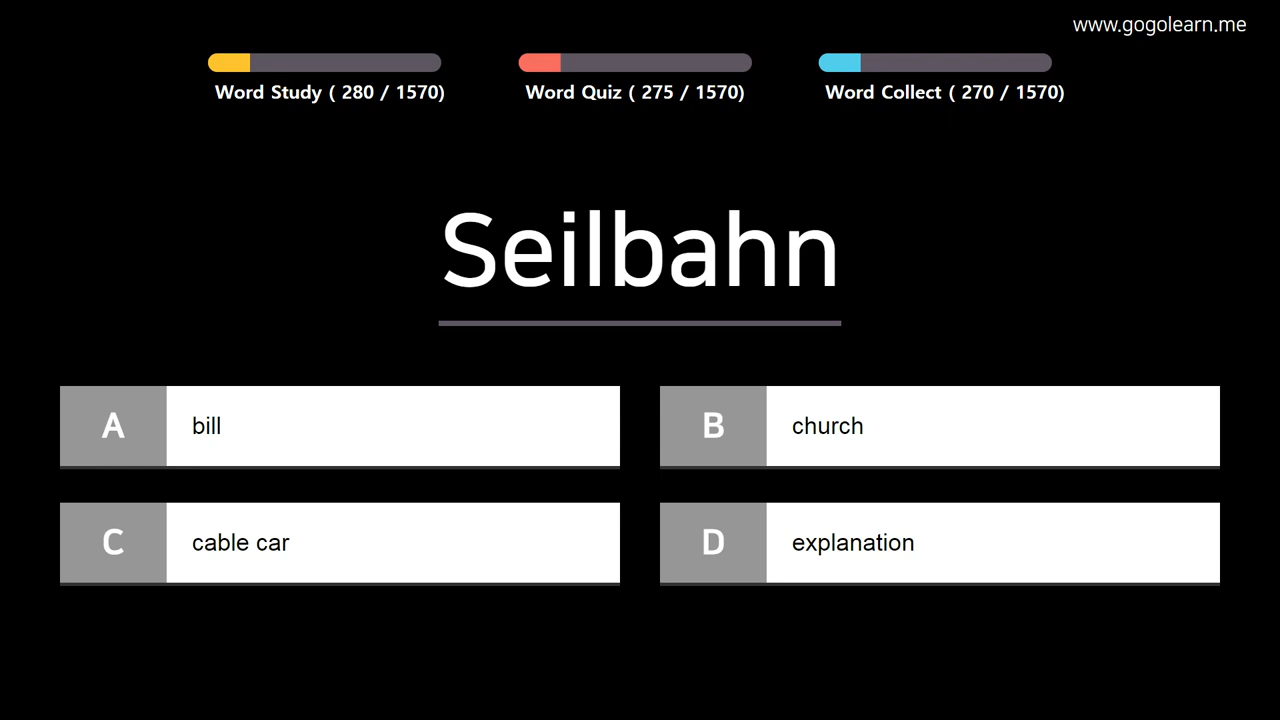 www.gogolearn.me
Word Study ( 280 / 1570)
Word Quiz ( 275 / 1570)
Word Collect ( 270 / 1570)
Seilbahn
A bill
B church
C cable car
D explanation